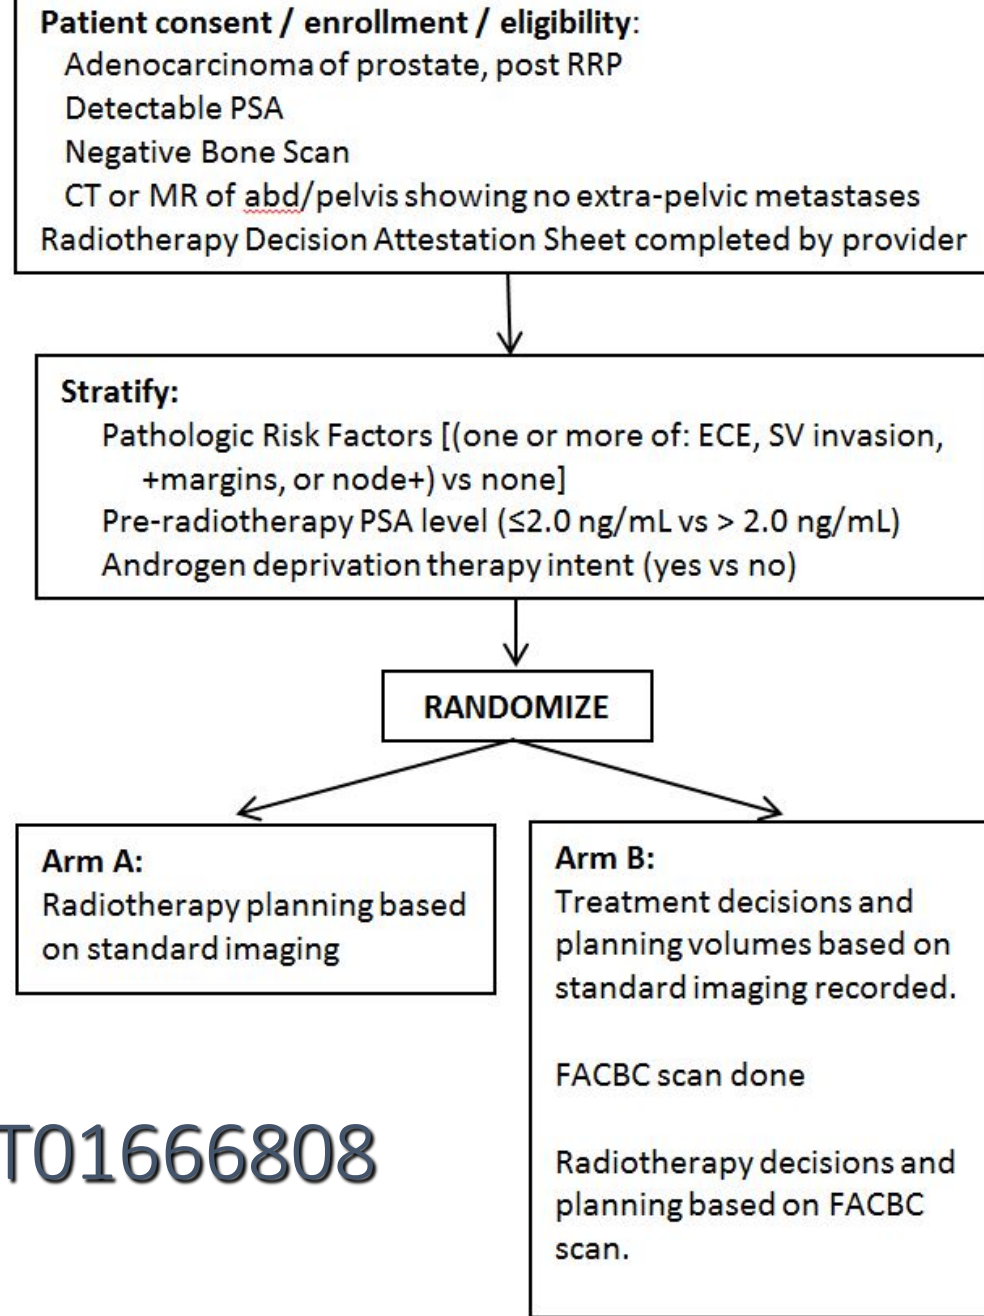 Patient consent / enrollment / eligibility:
Adenocarcinoma of prostate, post RRP
Detectable PSA
Negative Bone Scan
CT or MR of abd/pelvis showing no extra-pelvic metastases
Radiotherapy Decision Attestation Sheet completed by provider
Stratify:
Pathologic Risk Factors [(one or more of: ECE, SV invasion,
+margins, or node+) vs none]
Pre-radiotherapy PSA level (≤2.0 ng/mL vs > 2.0 ng/mL)
Androgen deprivation therapy intent (yes vs no)
RANDOMIZE
Arm A:
Radiotherapy planning based
on standard imaging
Arm B:
Treatment decisions and
planning volumes based on
standard imaging recorded.
FACBC scan done
Radiotherapy decisions and
planning based on FACBC
scan.
T01666808